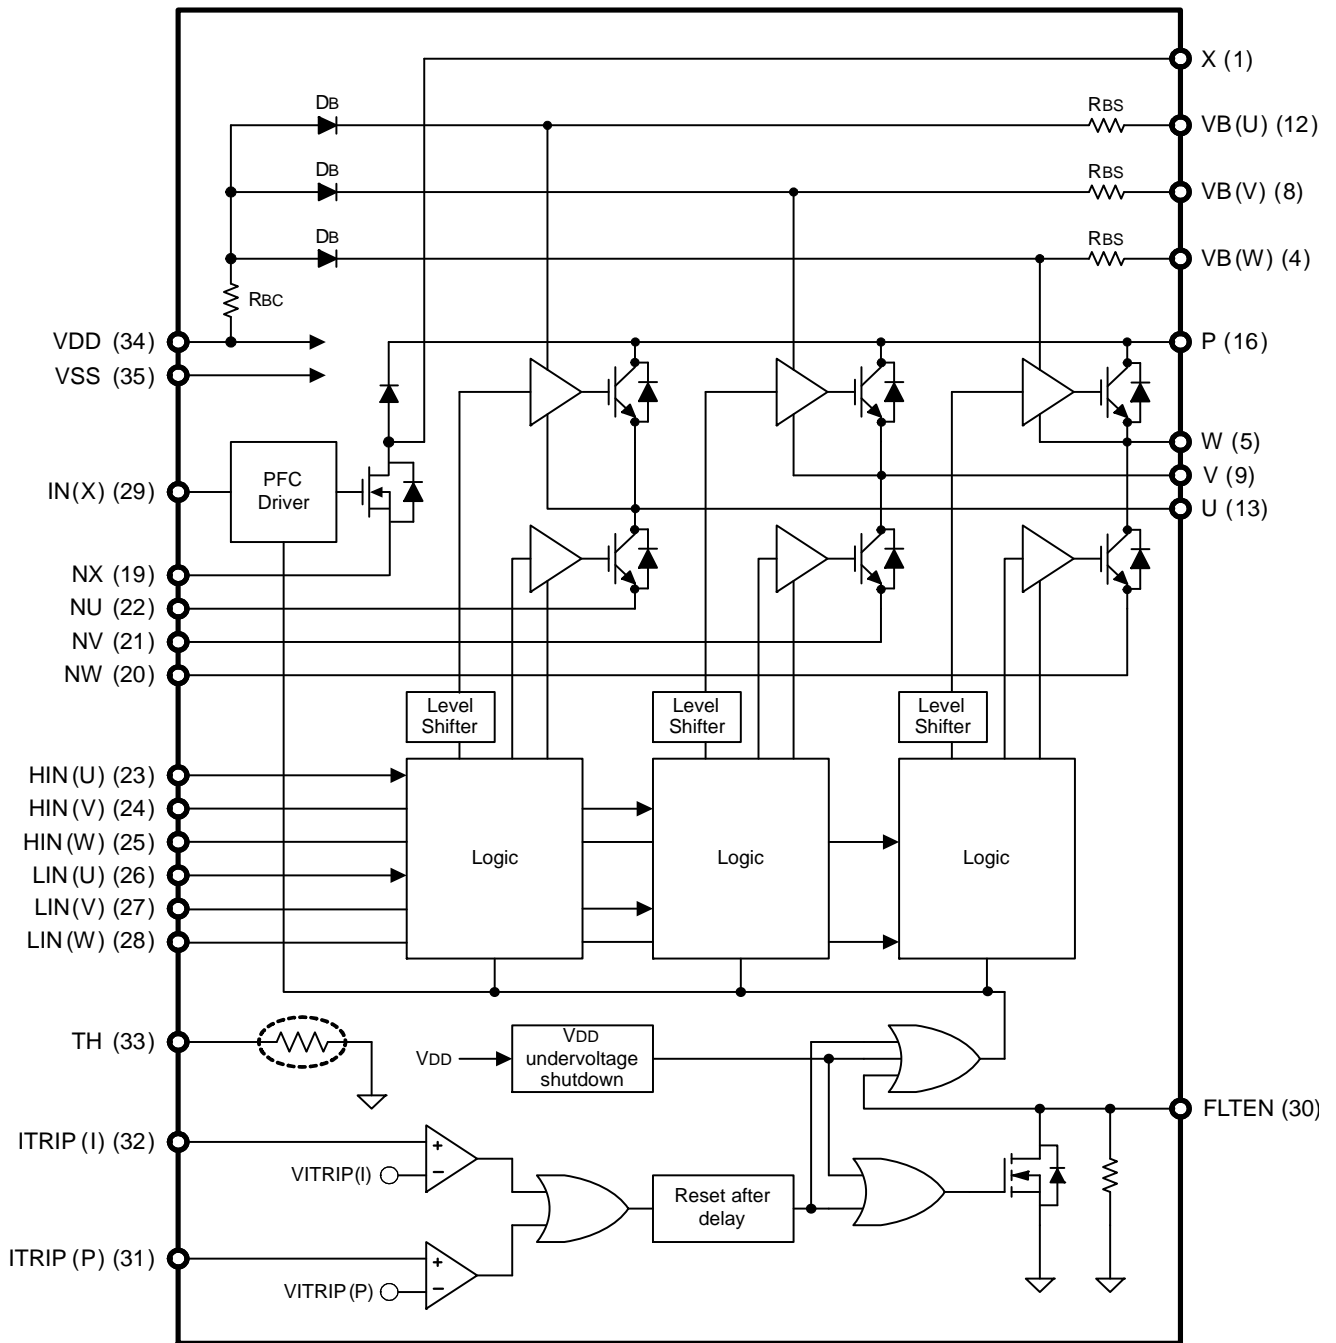 X (1)
DB
RBS
VB(U) (12)
DB
RBS
VB(V) (8)
DB
RBS
VB(W) (4)
RBC
VDD (34)
P (16)
VSS (35)
W (5)
PFC
Driver
V (9)
IN(X) (29)
U (13)
NX (19)
NU (22)
NV (21)
NW (20)
Level
Shifter
Level
Shifter
Level
Shifter
HIN(U) (23)
HIN(V) (24)
HIN(W) (25)
Logic
Logic
Logic
LIN(U) (26)
LIN(V) (27)
LIN(W) (28)
TH (33)
VDD
VDD
undervoltage
shutdown
FLTEN (30)
ITRIP(I) (32)
+
−
VITRIP(I)
Reset after
delay
ITRIP(P) (31)
+
−
VITRIP(P)